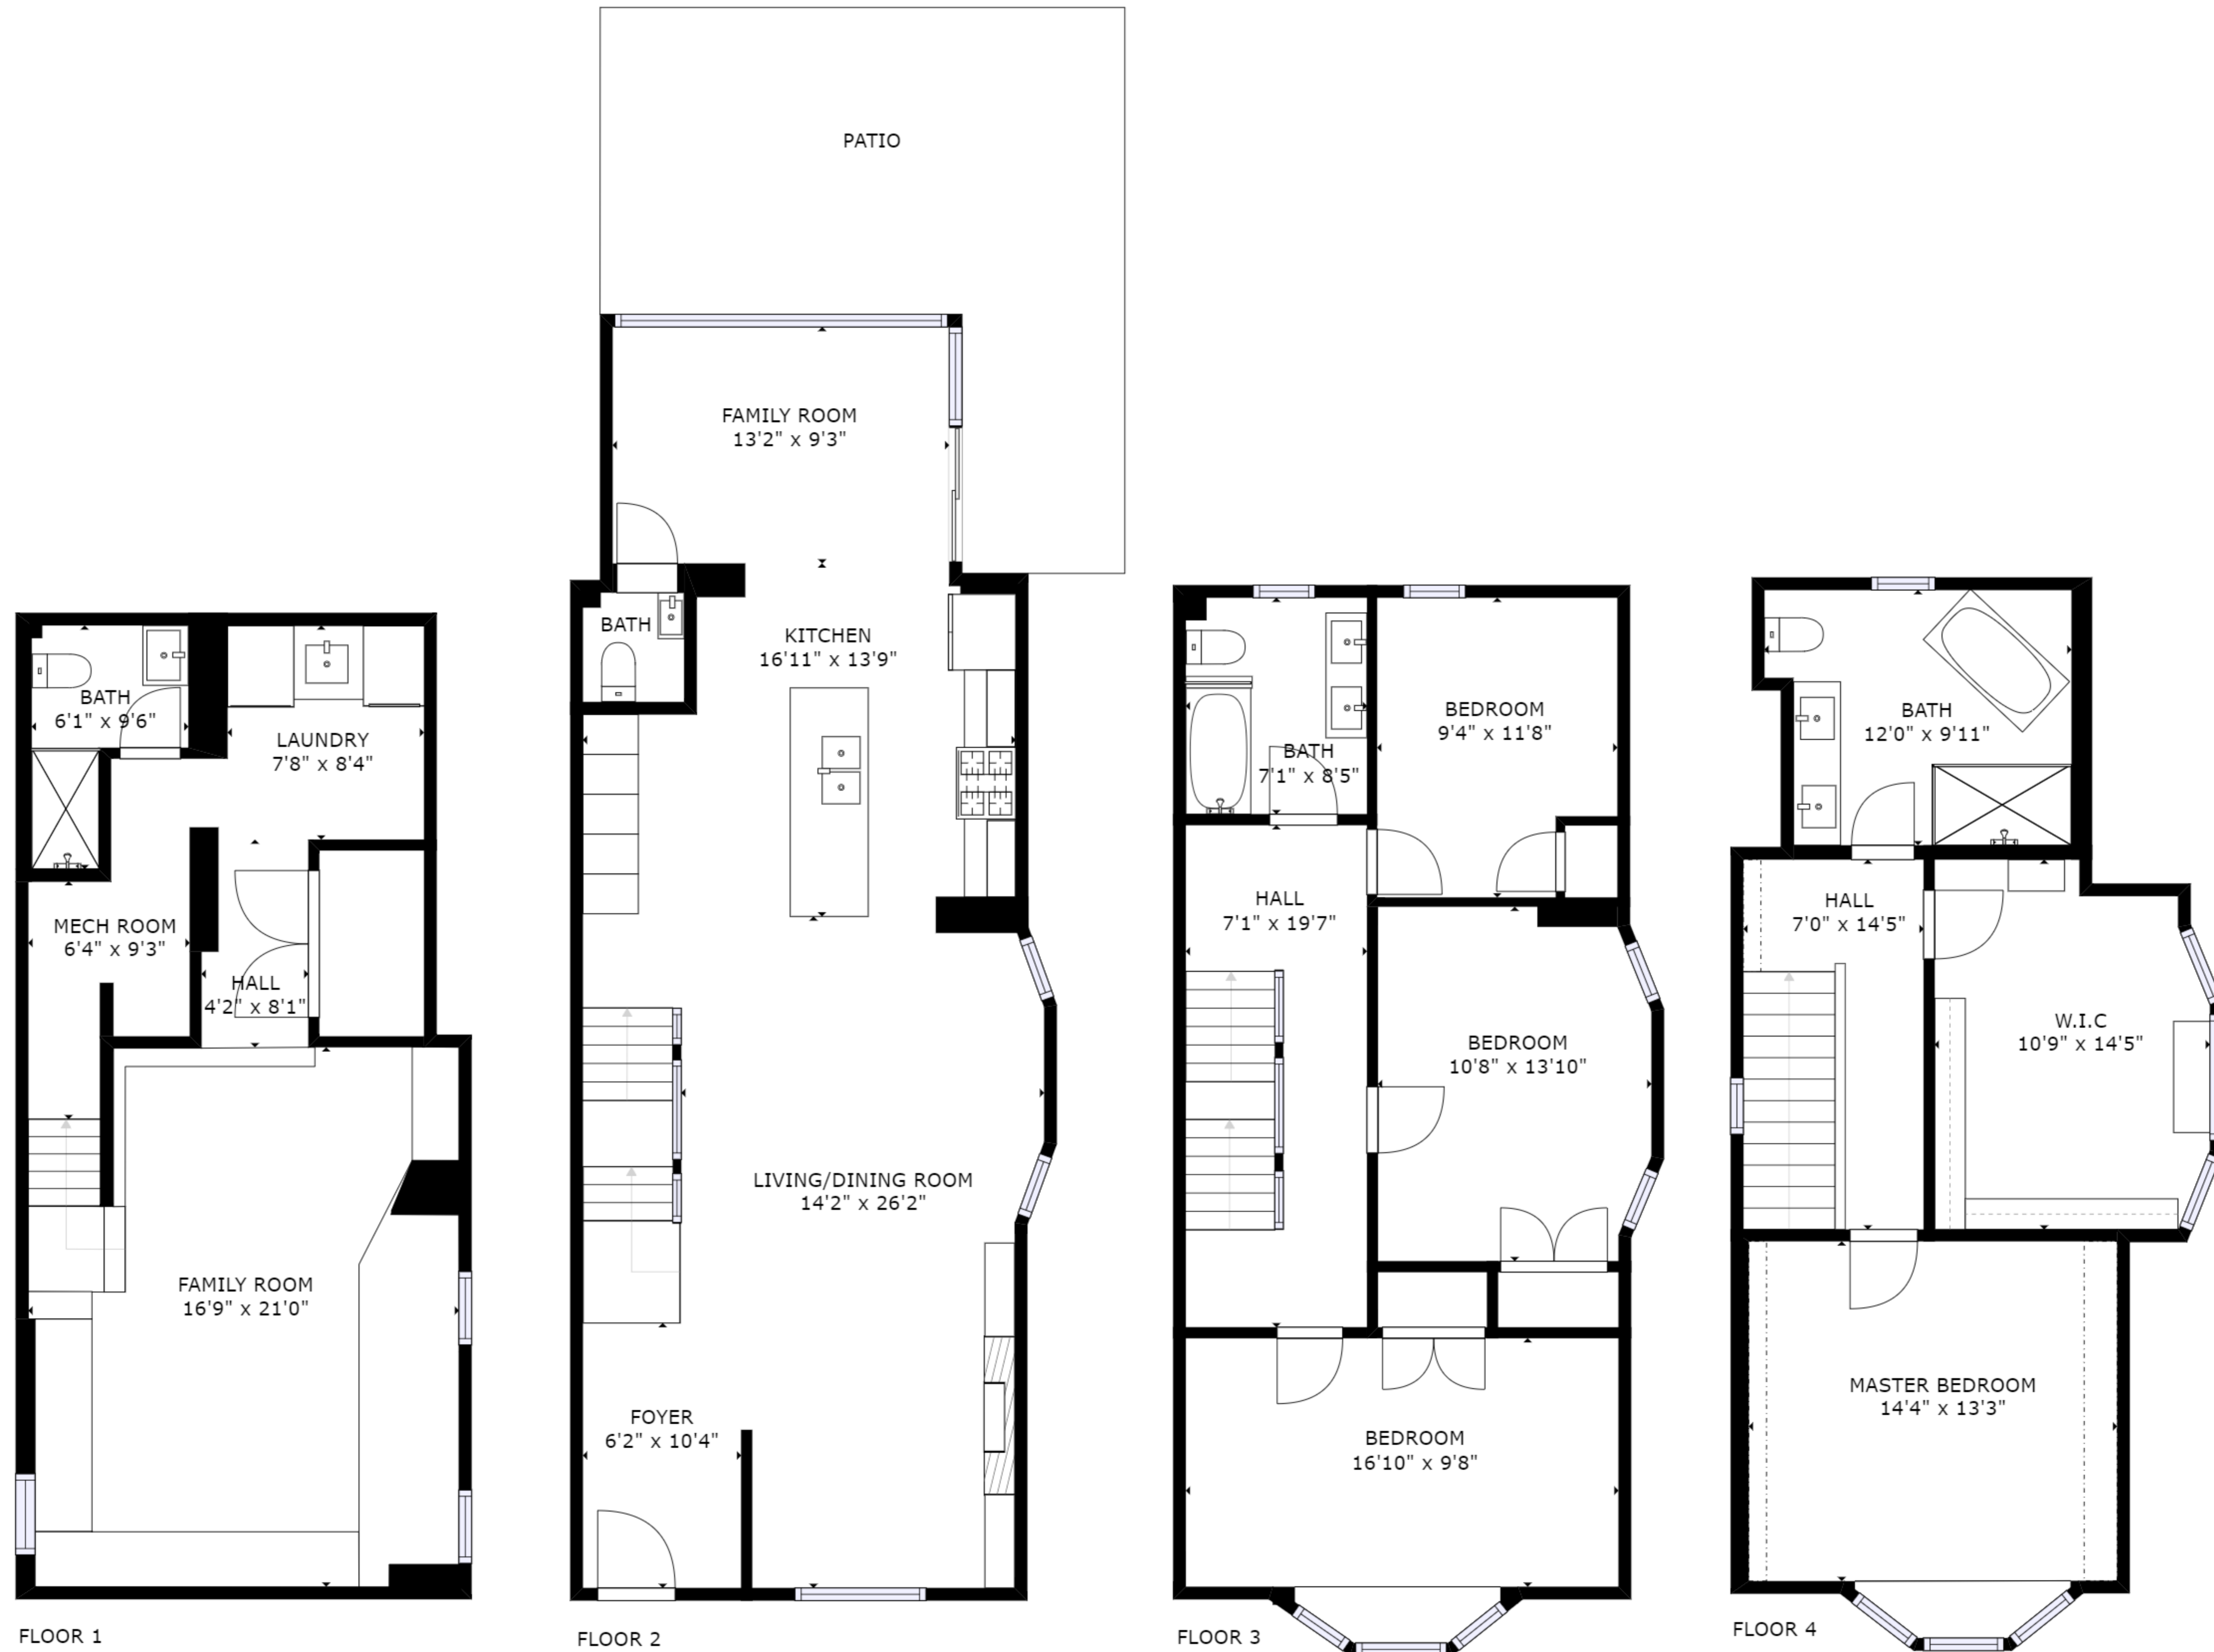 BATH
6'1" x 9'6"
LAUNDRY
7'8" x 8'4"
MECH ROOM
6'4" x 9'3"
HALL
4'2" x 8'1"
FAMILY ROOM
16'9" x 21'0"
FLOOR 1
PATIO
FAMILY ROOM
13'2" x 9'3"
BATH
KITCHEN
16'11" x 13'9"
LIVING/DINING ROOM
14'2" x 26'2"
FOYER
6'2" x 10'4"
FLOOR 2
BEDROOM
9'4" x 11'8"
BATH
7'1" x 8'5"
HALL
7'1" x 19'7"
BEDROOM
10'8" x 13'10"
BEDROOM
16'10" x 9'8"
FLOOR 3
BATH
12'0" x 9'11"
HALL
7'0" x 14'5"
W.I.C
10'9" x 14'5"
MASTER BEDROOM
14'4" x 13'3"
FLOOR 4